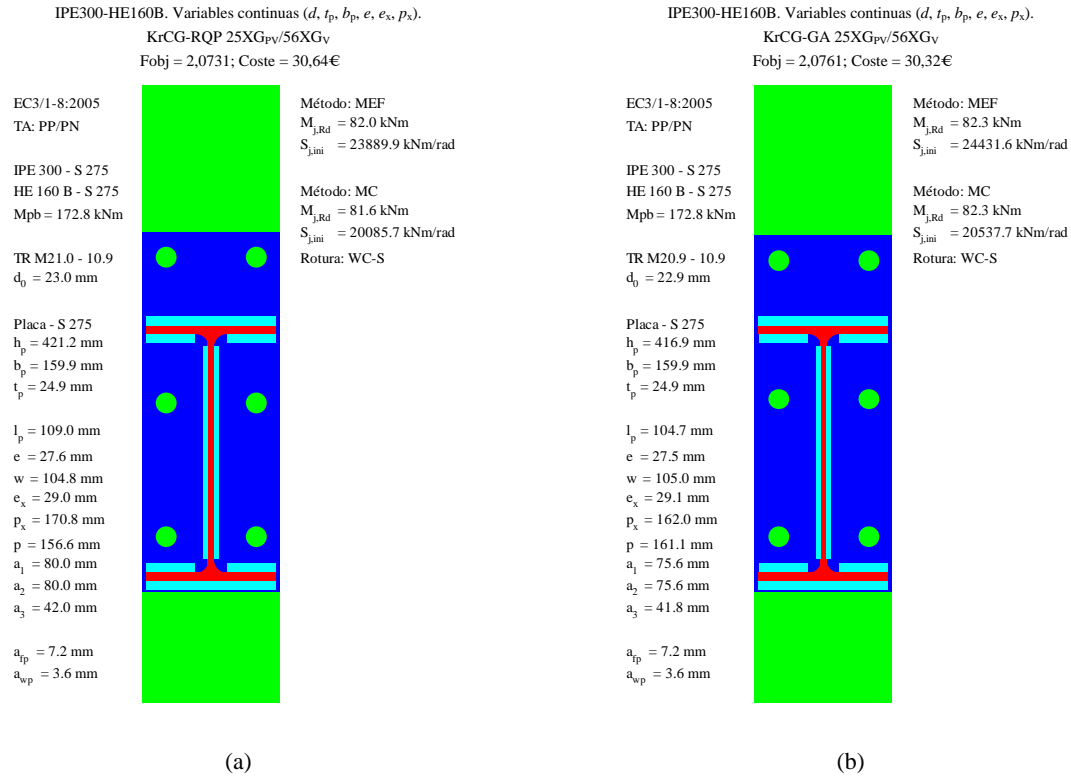 IPE300-HE160B. Variables continuas (d, tp, bp, e, ex, px).
KrCG-RQP 25XGPV/56XGV
Fobj = 2,0731; Coste = 30,64€
EC3/1-8:2005
TA: PP/PN
IPE 300 - S 275
HE 160 B - S 275
Mpb = 172.8 kNm
TR M21.0 - 10.9
d0 = 23.0 mm
Placa - S 275
hp = 421.2 mm
bp = 159.9 mm
tp = 24.9 mm
lp = 109.0 mm
e = 27.6 mm
w = 104.8 mm
ex = 29.0 mm
px = 170.8 mm
p = 156.6 mm
a1 = 80.0 mm
a2 = 80.0 mm
a3 = 42.0 mm
afp = 7.2 mm
awp = 3.6 mm
Método: MEF
Mj,Rd = 82.0 kNm
Sj,ini = 23889.9 kNm/rad
Método: MC
Mj,Rd = 81.6 kNm
Sj,ini = 20085.7 kNm/rad
Rotura: WC-S
(a)
IPE300-HE160B. Variables continuas (d, tp, bp, e, ex, px).
KrCG-GA 25XGPV/56XGV
Fobj = 2,0761; Coste = 30,32€
EC3/1-8:2005
TA: PP/PN
IPE 300 - S 275
HE 160 B - S 275
Mpb = 172.8 kNm
TR M20.9 - 10.9
d0 = 22.9 mm
Placa - S 275
hp = 416.9 mm
bp = 159.9 mm
tp = 24.9 mm
lp = 104.7 mm
e = 27.5 mm
w = 105.0 mm
ex = 29.1 mm
px = 162.0 mm
p = 161.1 mm
a1 = 75.6 mm
a2 = 75.6 mm
a3 = 41.8 mm
afp = 7.2 mm
awp = 3.6 mm
Método: MEF
Mj,Rd = 82.3 kNm
Sj,ini = 24431.6 kNm/rad
Método: MC
Mj,Rd = 82.3 kNm
Sj,ini = 20537.7 kNm/rad
Rotura: WC-S
(b)